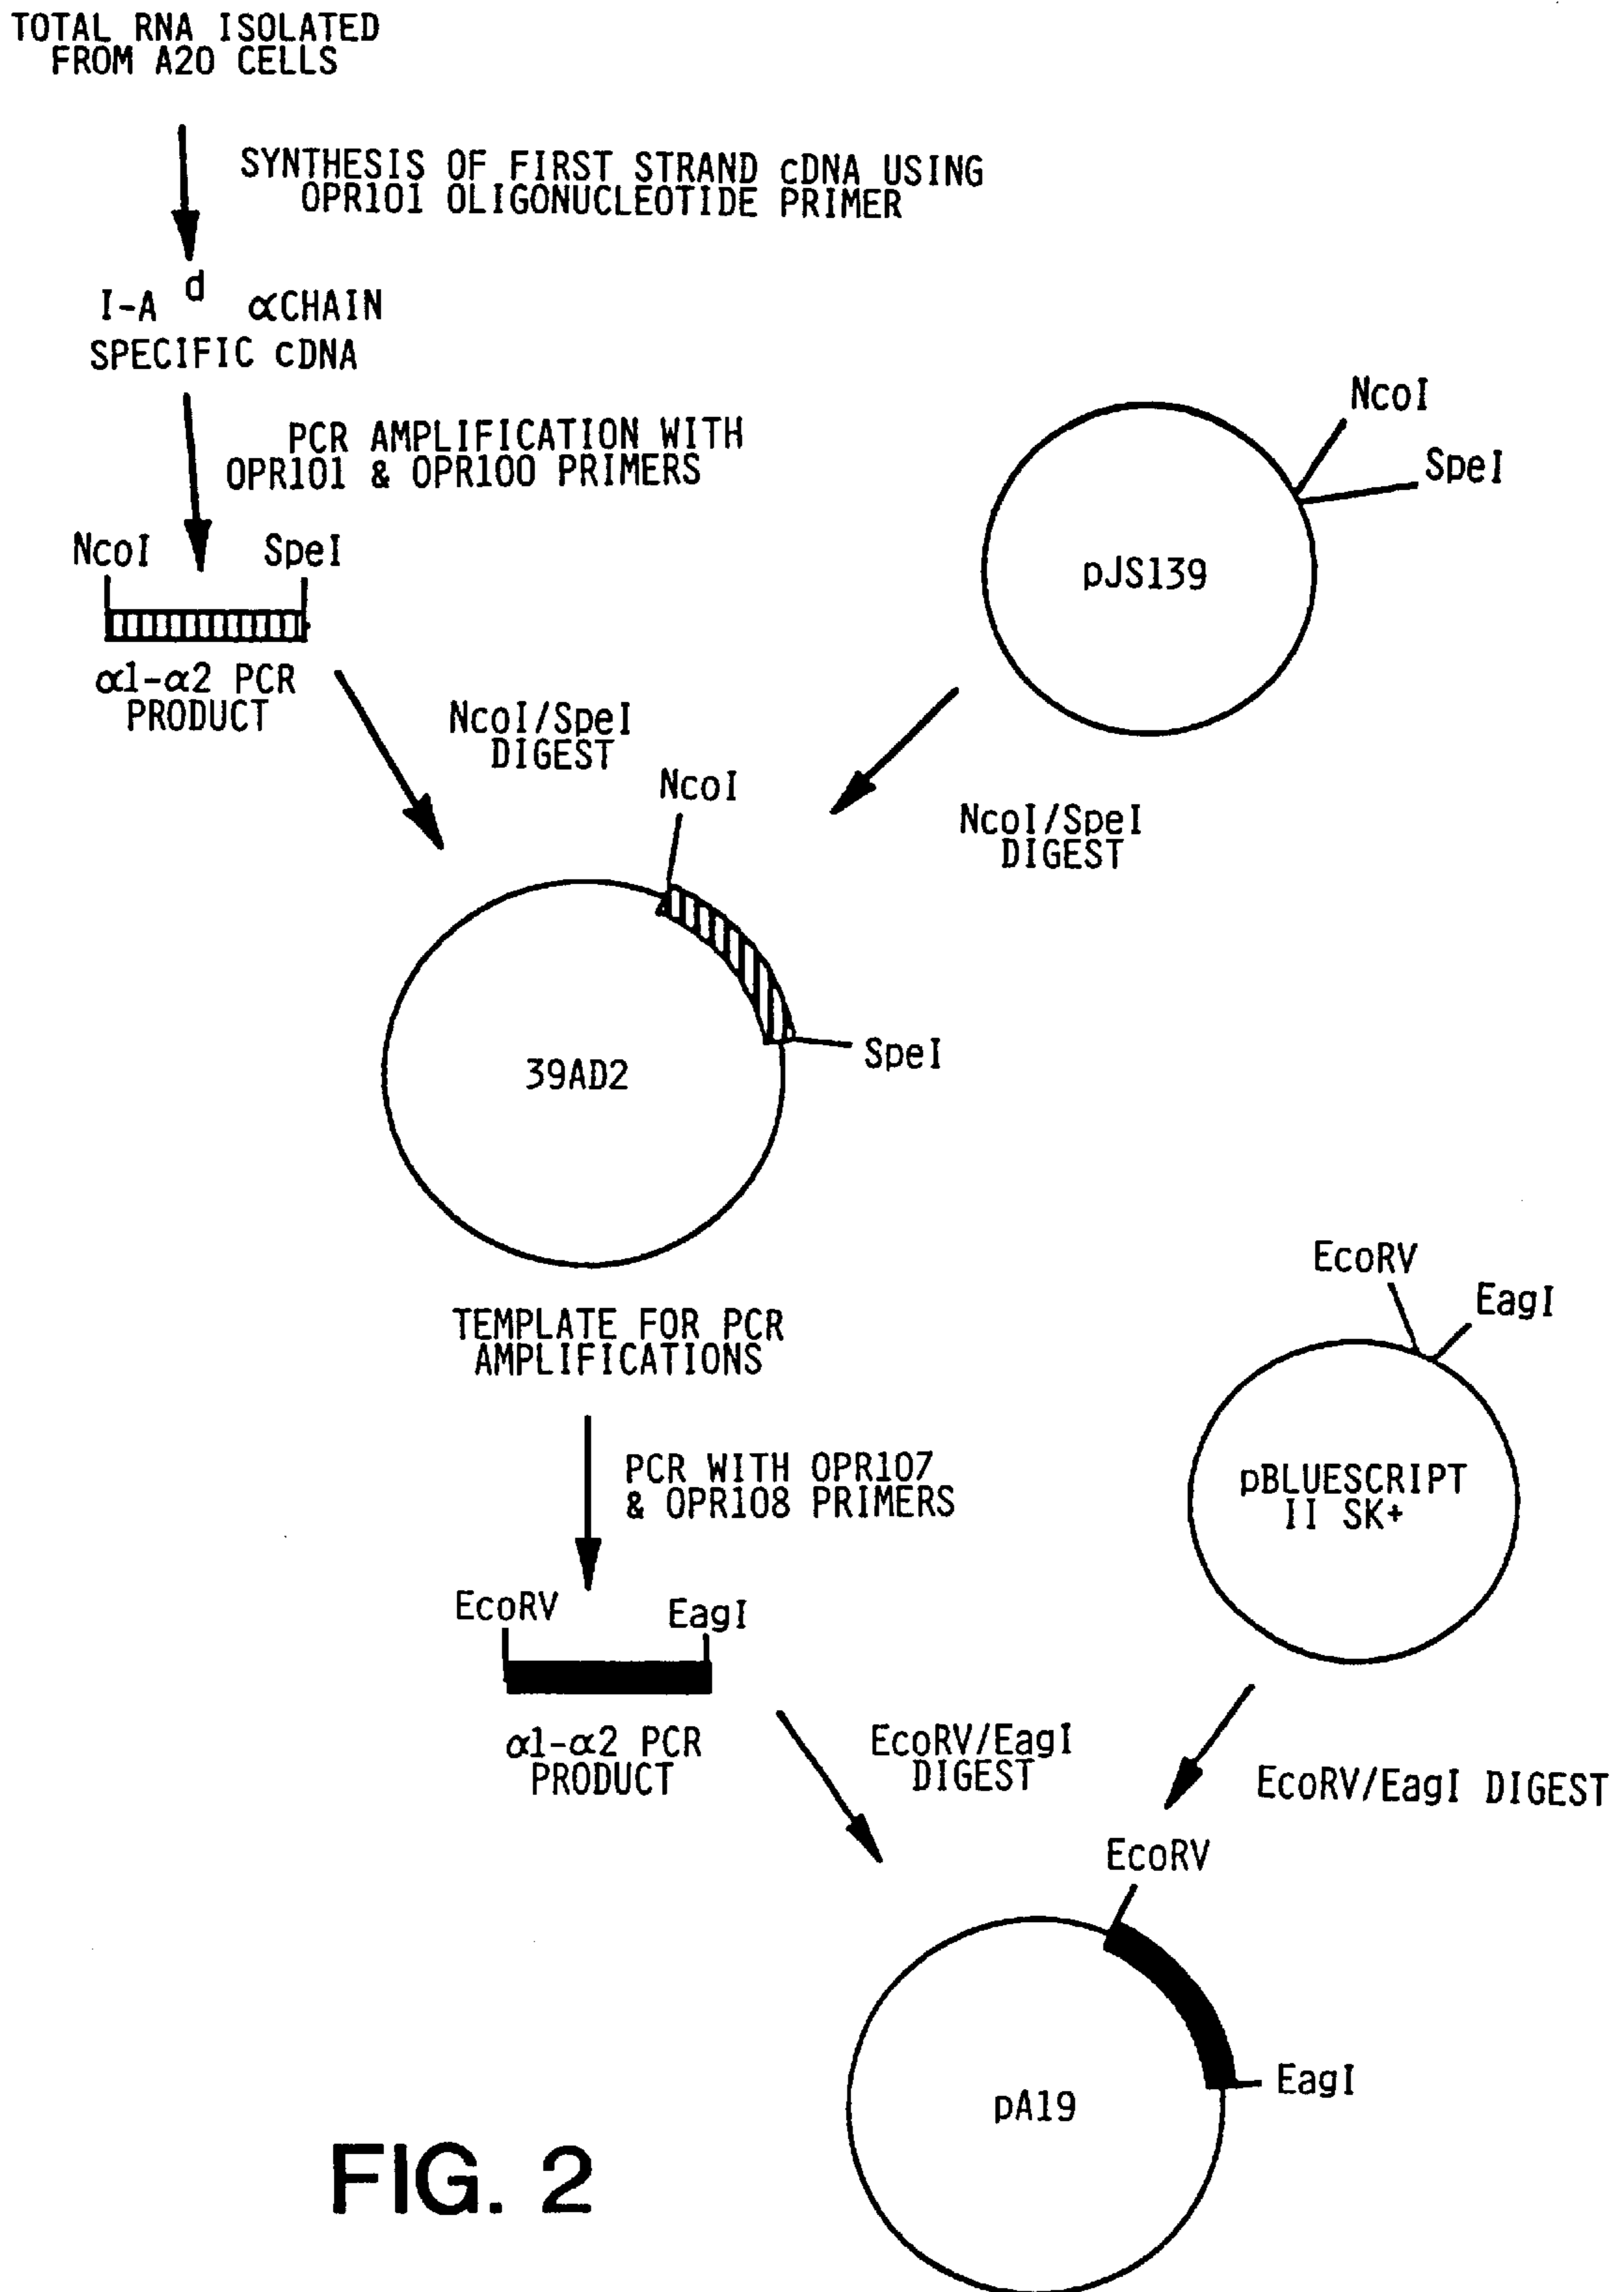 TOTAL RNA ISOLATED
FROM A20 CELLS
SYNTHESIS OF FIRST STRAND cDNA USING
OPR101 OLIGONUCLEOTIDE PRIMER
I-A d αCHAIN
SPECIFIC cDNA
PCR AMPLIFICATION WITH
OPR101 & OPR100 PRIMERS
NcoI SpeI
α1-α2 PCR
PRODUCT
NcoI
SpeI
pJS139
NcoI/SpeI
DIGEST
NcoI/SpeI
DIGEST
NcoI
SpeI
39AD2
TEMPLATE FOR PCR
AMPLIFICATIONS
PCR WITH OPR107
& OPR108 PRIMERS
EcoRV EagI
α1-α2 PCR
PRODUCT
EcoRV
EagI
pBLUESCRIPT
II SK+
EcoRV/EagI
DIGEST
EcoRV/EagI DIGEST
EcoRV
EagI
pA19
FIG. 2